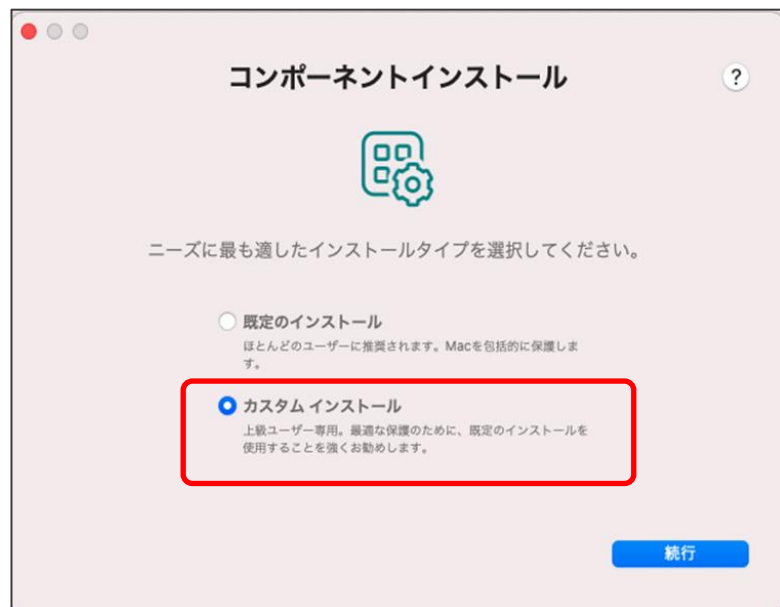 コンポーネントインストール
?
ニーズに最も適したインストールタイプを選択してください。
既定のインストール
ほとんどのユーザーに推奨されます。Macを包括的に保護しま
す。
カスタム インストール
上級ユーザー専用。最適な保護のために、既定のインストールを
使用することを強くお勧めします。
続行